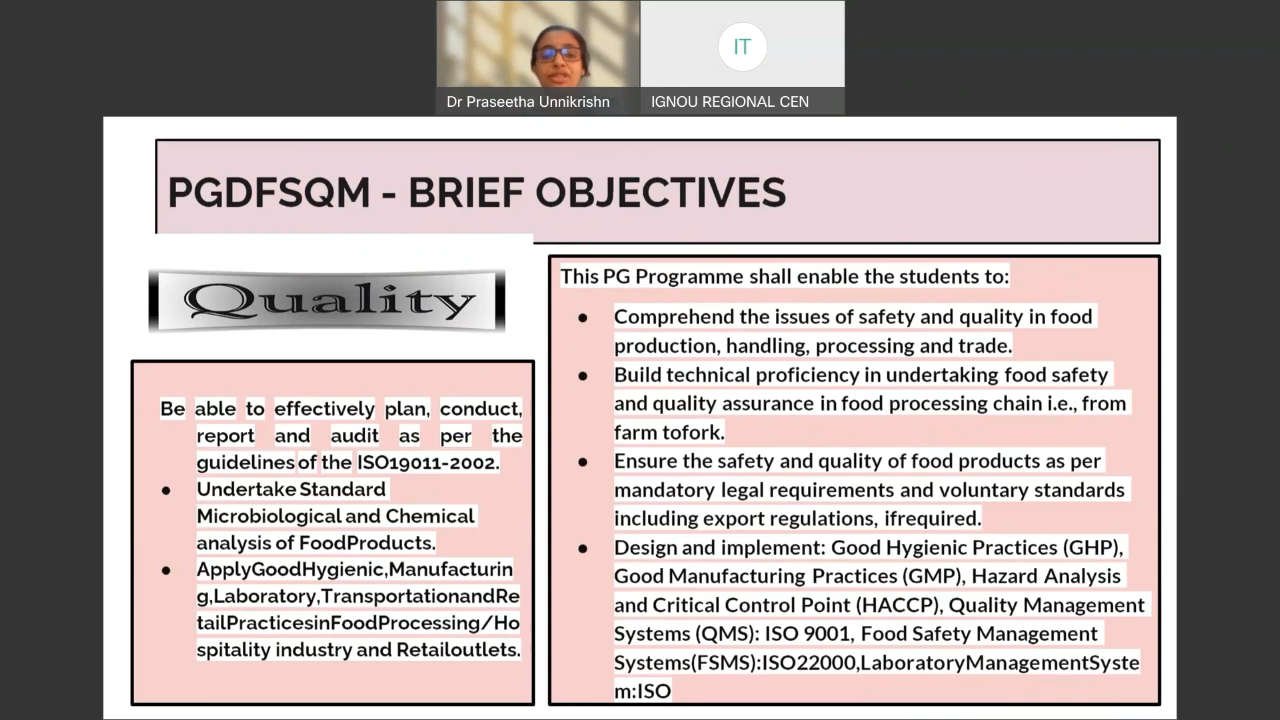 Dr Praseetha Unnikrishn
IT
IGNOU REGIONAL CEN
PGDFSQM - BRIEF OBJECTIVES
Quality
Be able to effectively plan, conduct,
report and audit as per the
guidelines of the ISO19011-2002.
● Undertake Standard
Microbiological and Chemical
analysis of FoodProducts.
● ApplyGoodHygienic,Manufacturin
g,Laboratory,TransportationandRe
tailPracticesinFoodProcessing/Ho
spitality industry and Retailoutlets.
This PG Programme shall enable the students to:
● Comprehend the issues of safety and quality in food
production, handling, processing and trade.
● Build technical proficiency in undertaking food safety
and quality assurance in food processing chain i.e., from
farm tofork.
● Ensure the safety and quality of food products as per
mandatory legal requirements and voluntary standards
including export regulations, ifrequired.
● Design and implement: Good Hygienic Practices (GHP),
Good Manufacturing Practices (GMP), Hazard Analysis
and Critical Control Point (HACCP), Quality Management
Systems (QMS): ISO 9001, Food Safety Management
Systems(FSMS):ISO22000,LaboratoryManagementSyste
m:ISO